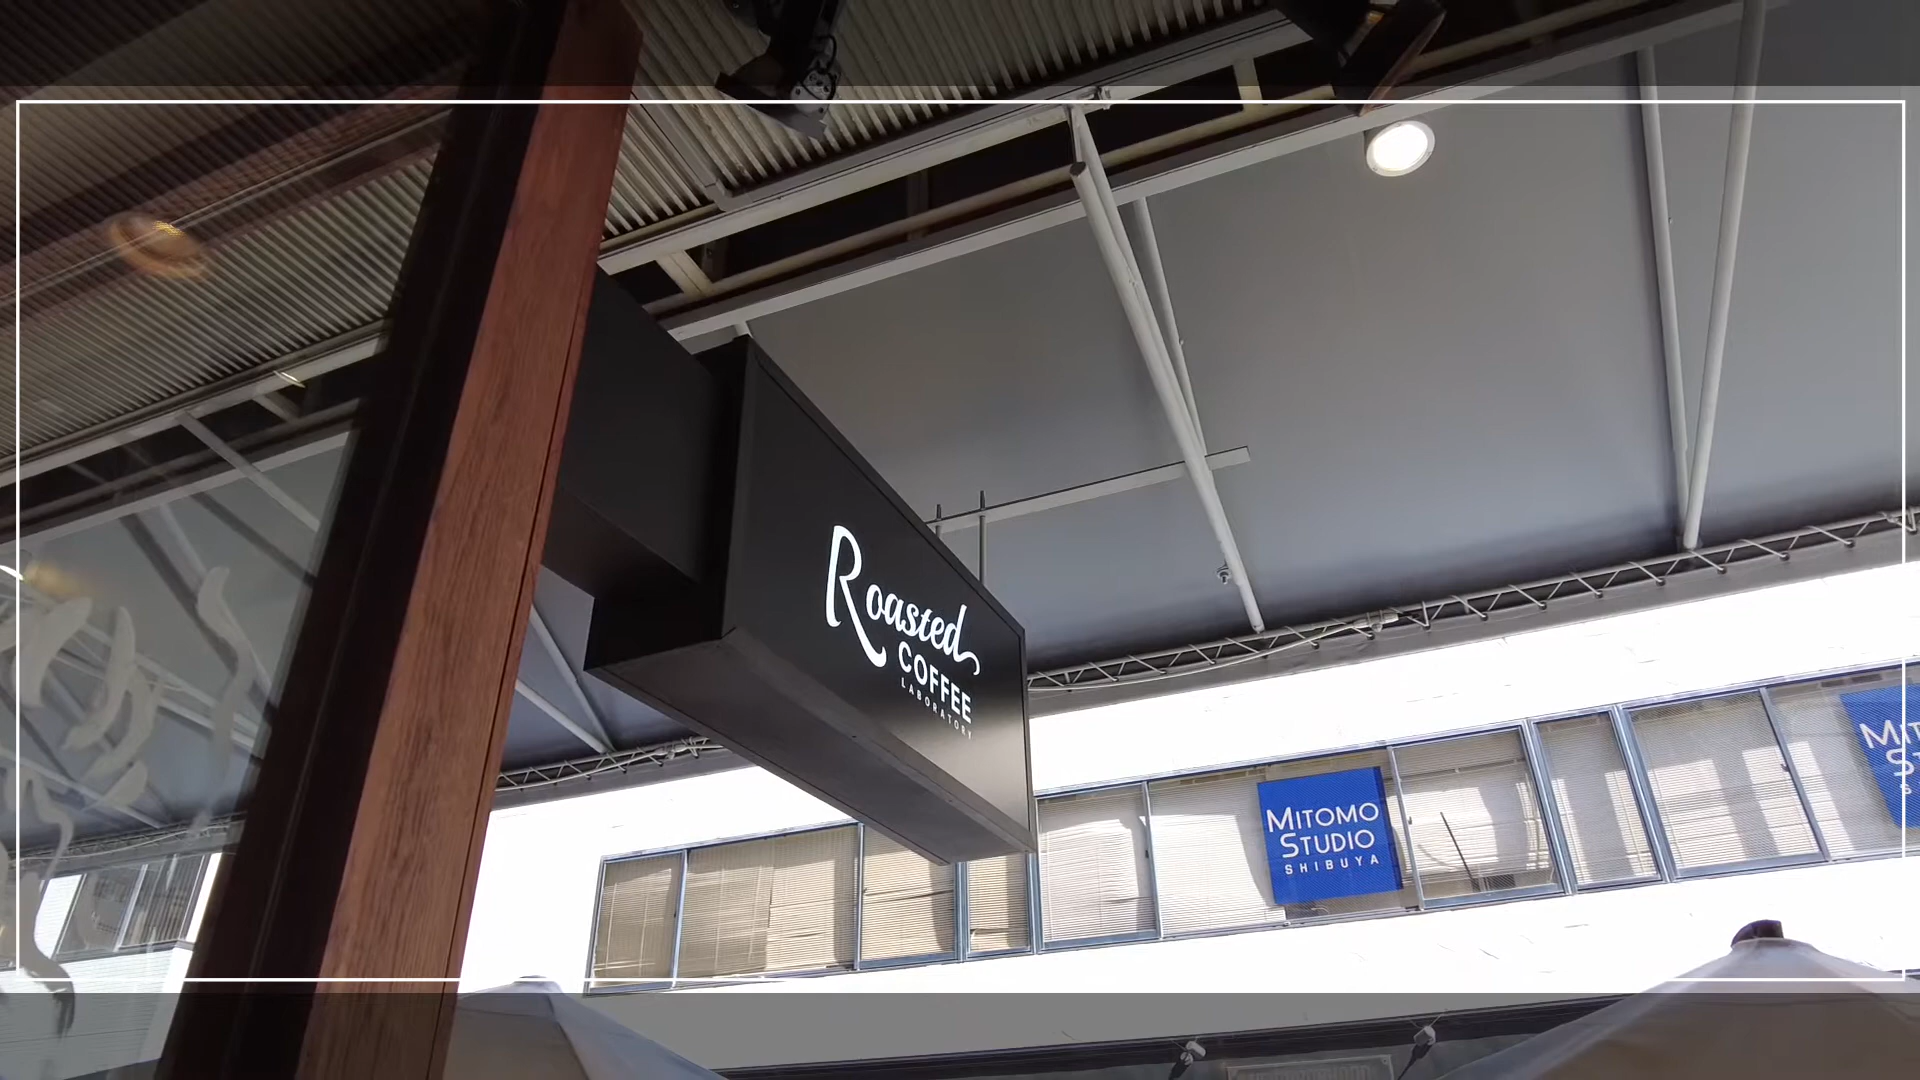 Roasted
COFFEE
LABORATORY
MITOMO
STUDIO
SHIBUYA